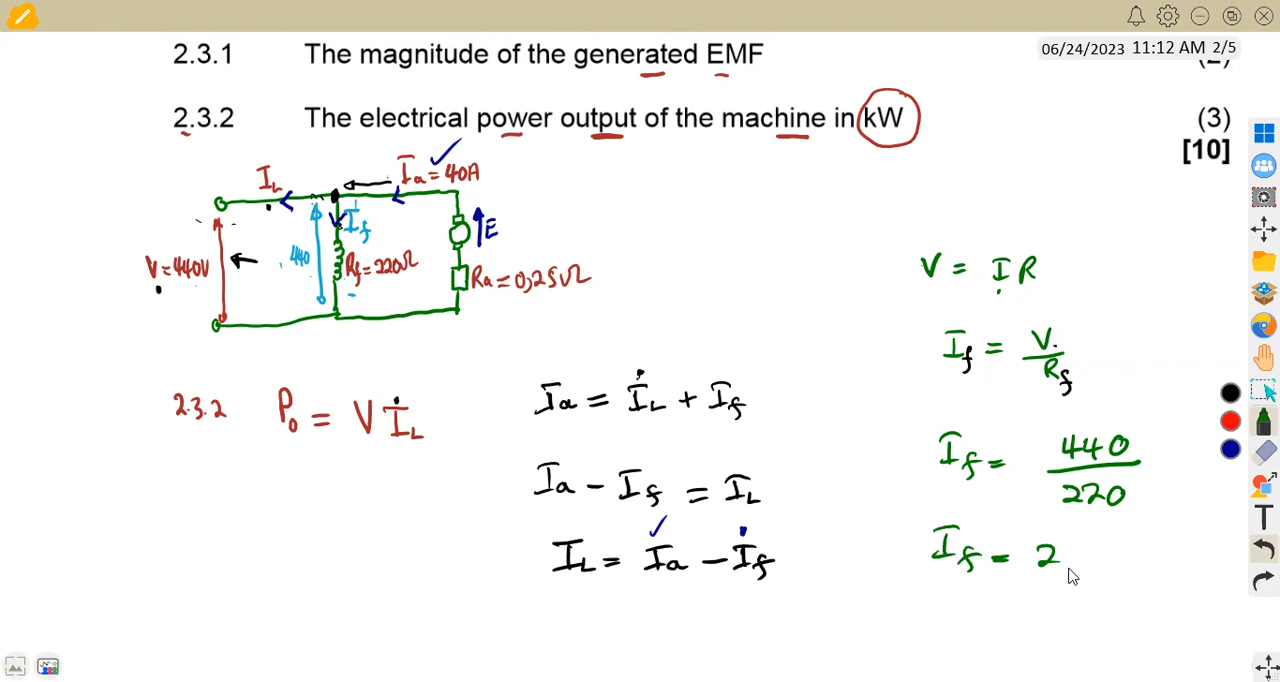 06/24/2023 11:12 AM 2/5
2.3.1 The magnitude of the generated EMF (2)
2.3.2 The electrical power output of the machine in kW (3)
[10]
IL
Ia = 40A
If
E
440
V = 440V
Rf = 220Ω
Ra = 0,25Ω
V = I R
If = V / Rf
2.3.2 Po = V IL
Ia = IL + If
If = 440 / 220
Ia - If = IL
IL = Ia - If
If = 2
T